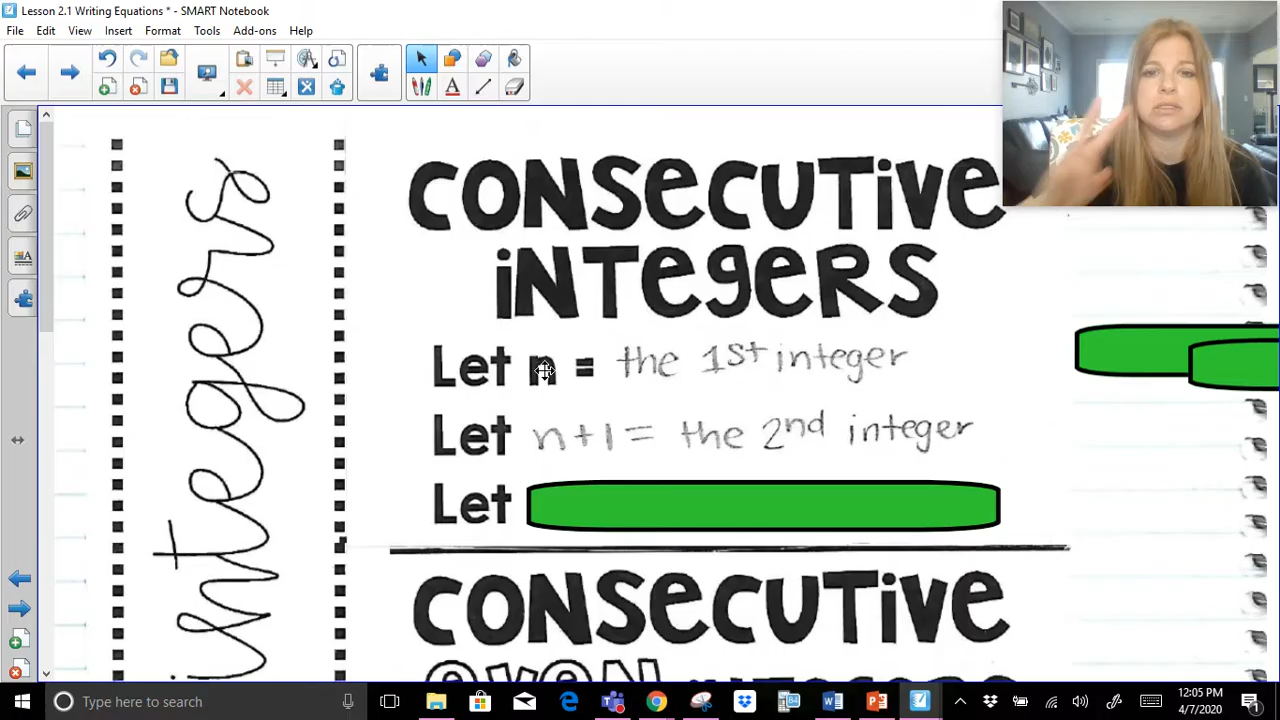 Lesson 2.1 Writing Equations * - SMART Notebook
File Edit View Insert Format Tools Add-ons Help
integers
CONSecUTive
iNTegeRS
Let n = the 1st integer
Let n+1 = the 2nd integer
Let
CONSecUTive
Type here to search
12:05 PM
4/7/2020